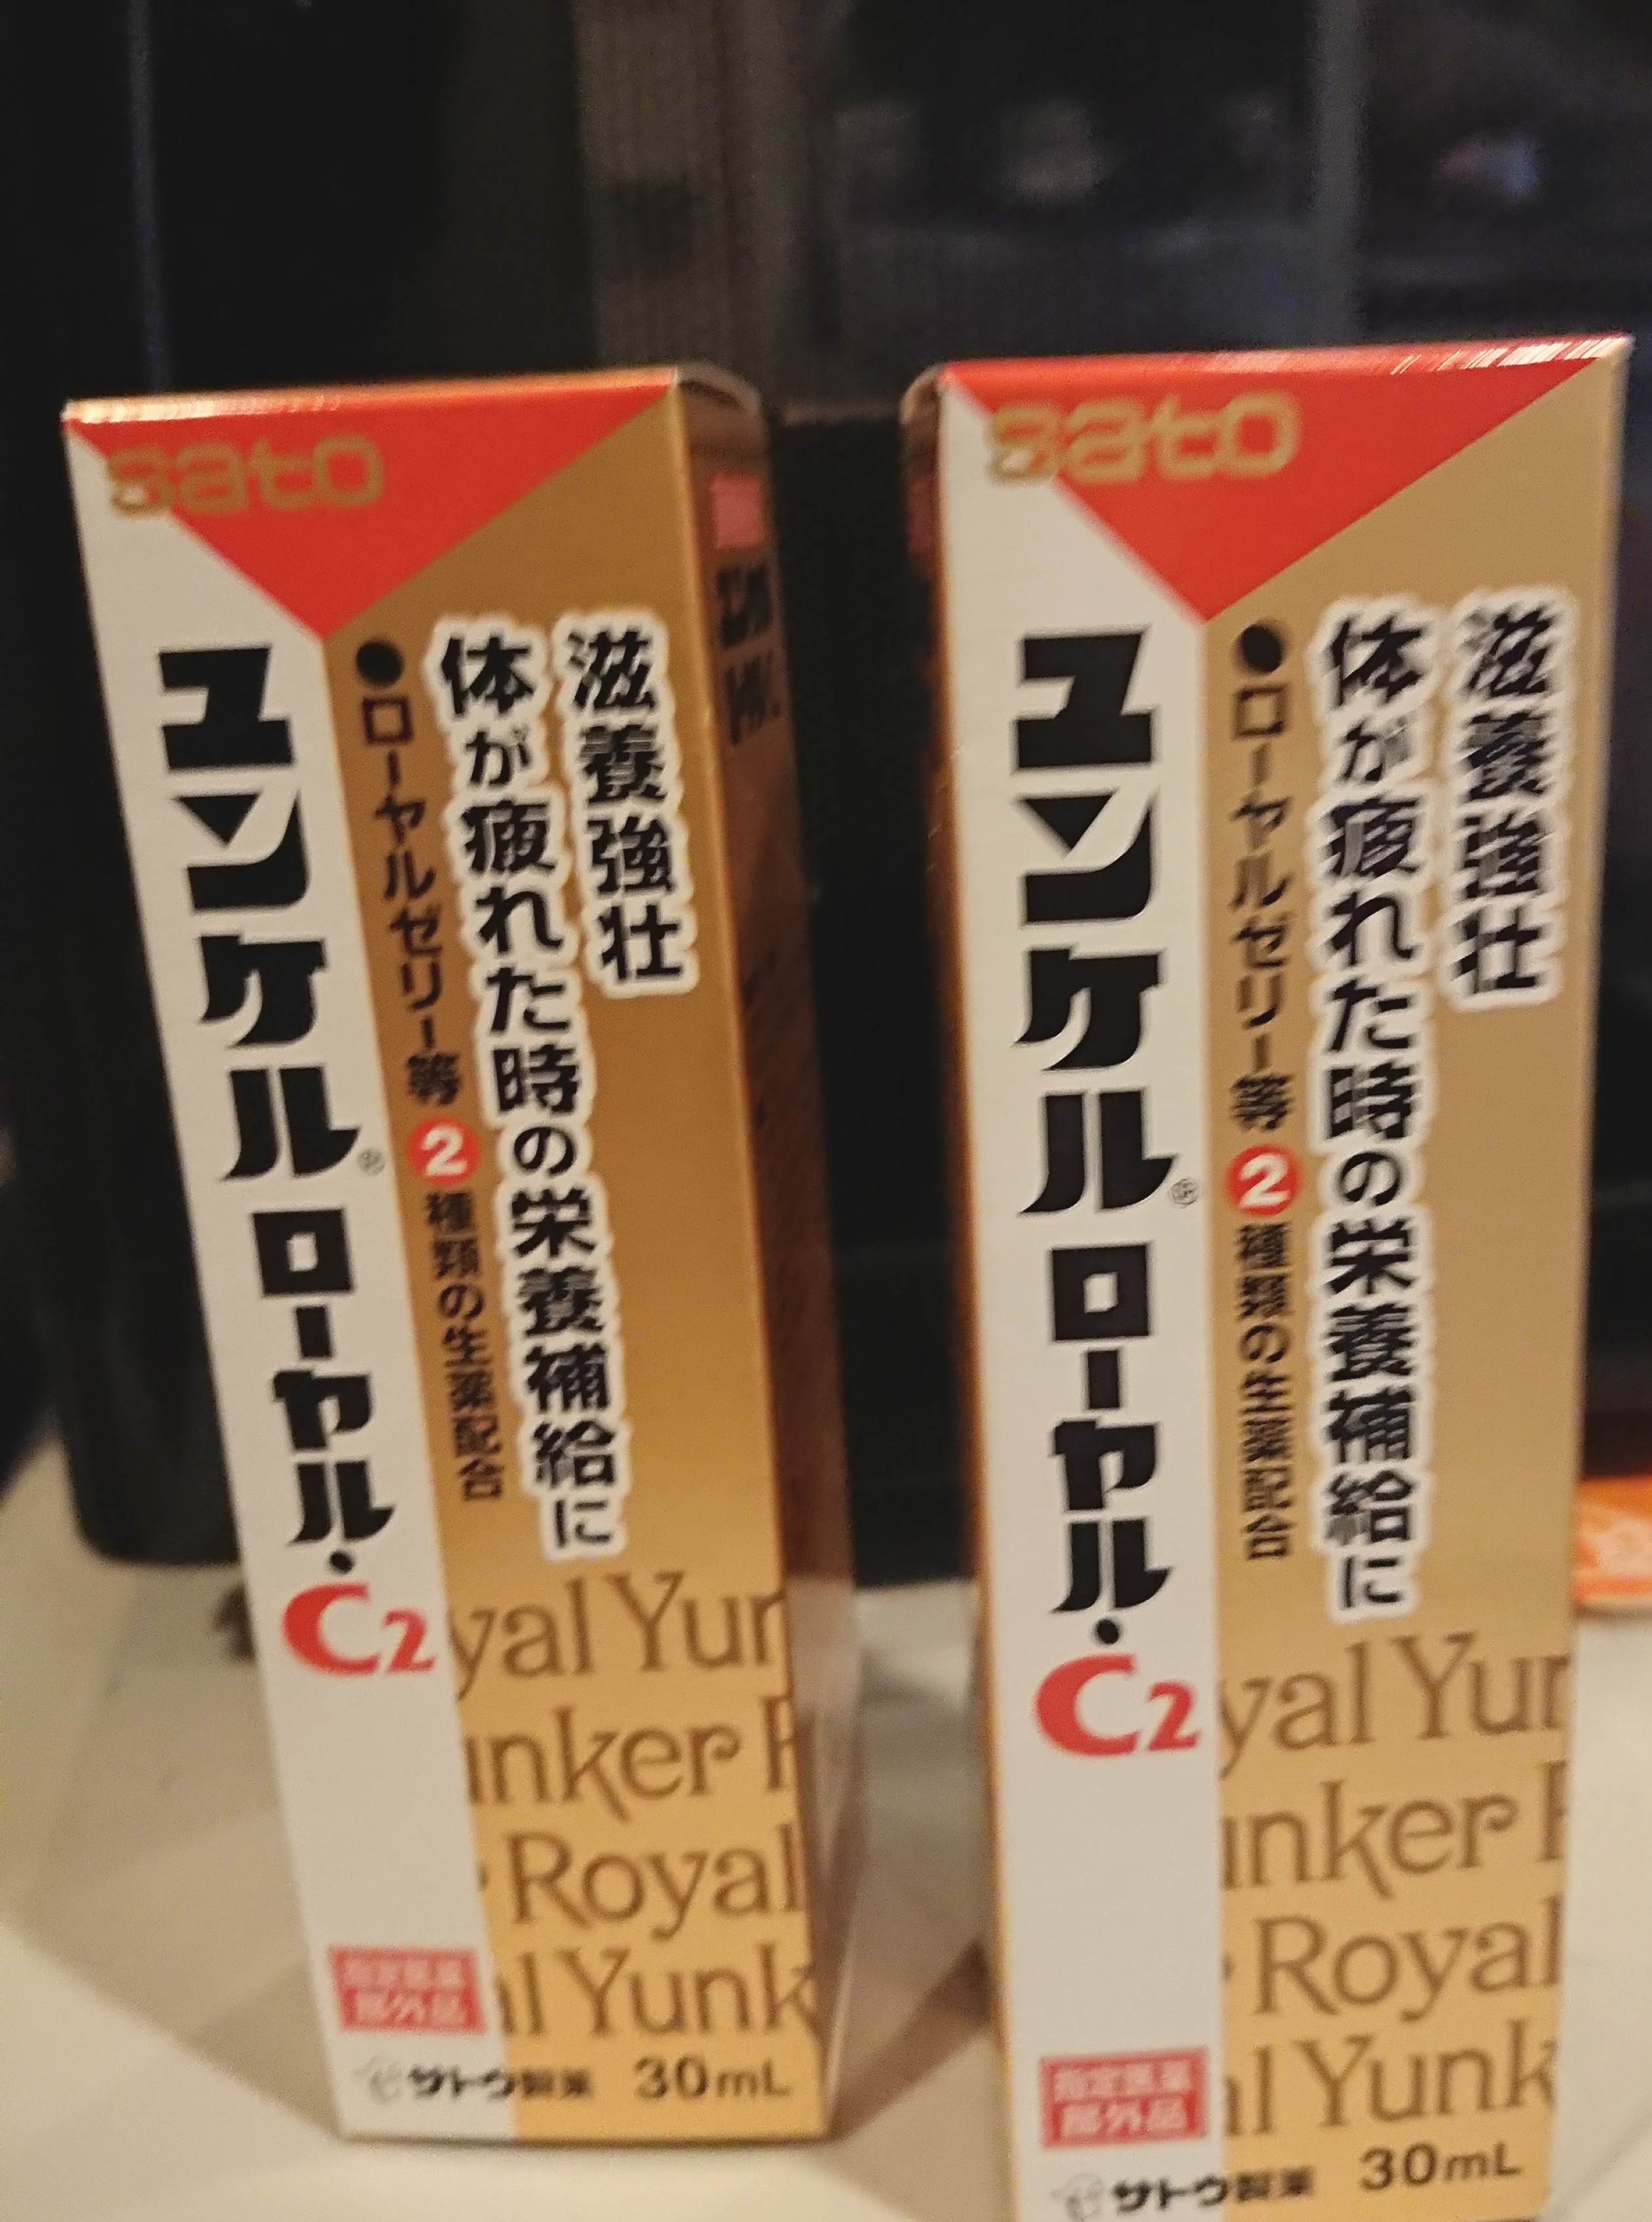 sato
滋養強壮
体が疲れた時の栄養補給に
●ローヤルゼリー等2種類の生薬配合
ユンケル®
ローヤル・C2
yal Yun
unker R
Royal
al Yunk
指定医薬
部外品
サトウ製薬 30mL
sato
滋養強壮
体が疲れた時の栄養補給に
●ローヤルゼリー等2種類の生薬配合
ユンケル®
ローヤル・C2
yal Yun
unker R
Royal
al Yunk
指定医薬
部外品
サトウ製薬 30mL